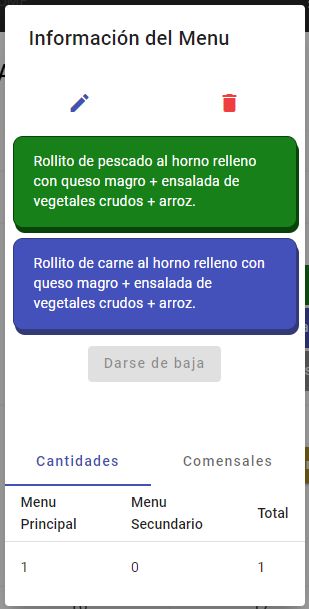 Información del Menu
Rollito de pescado al horno relleno
con queso magro + ensalada de
vegetales crudos + arroz.
Rollito de carne al horno relleno con
queso magro + ensalada de
vegetales crudos + arroz.
Darse de baja
Cantidades Comensales
Menu Principal Menu Secundario Total
1 0 1